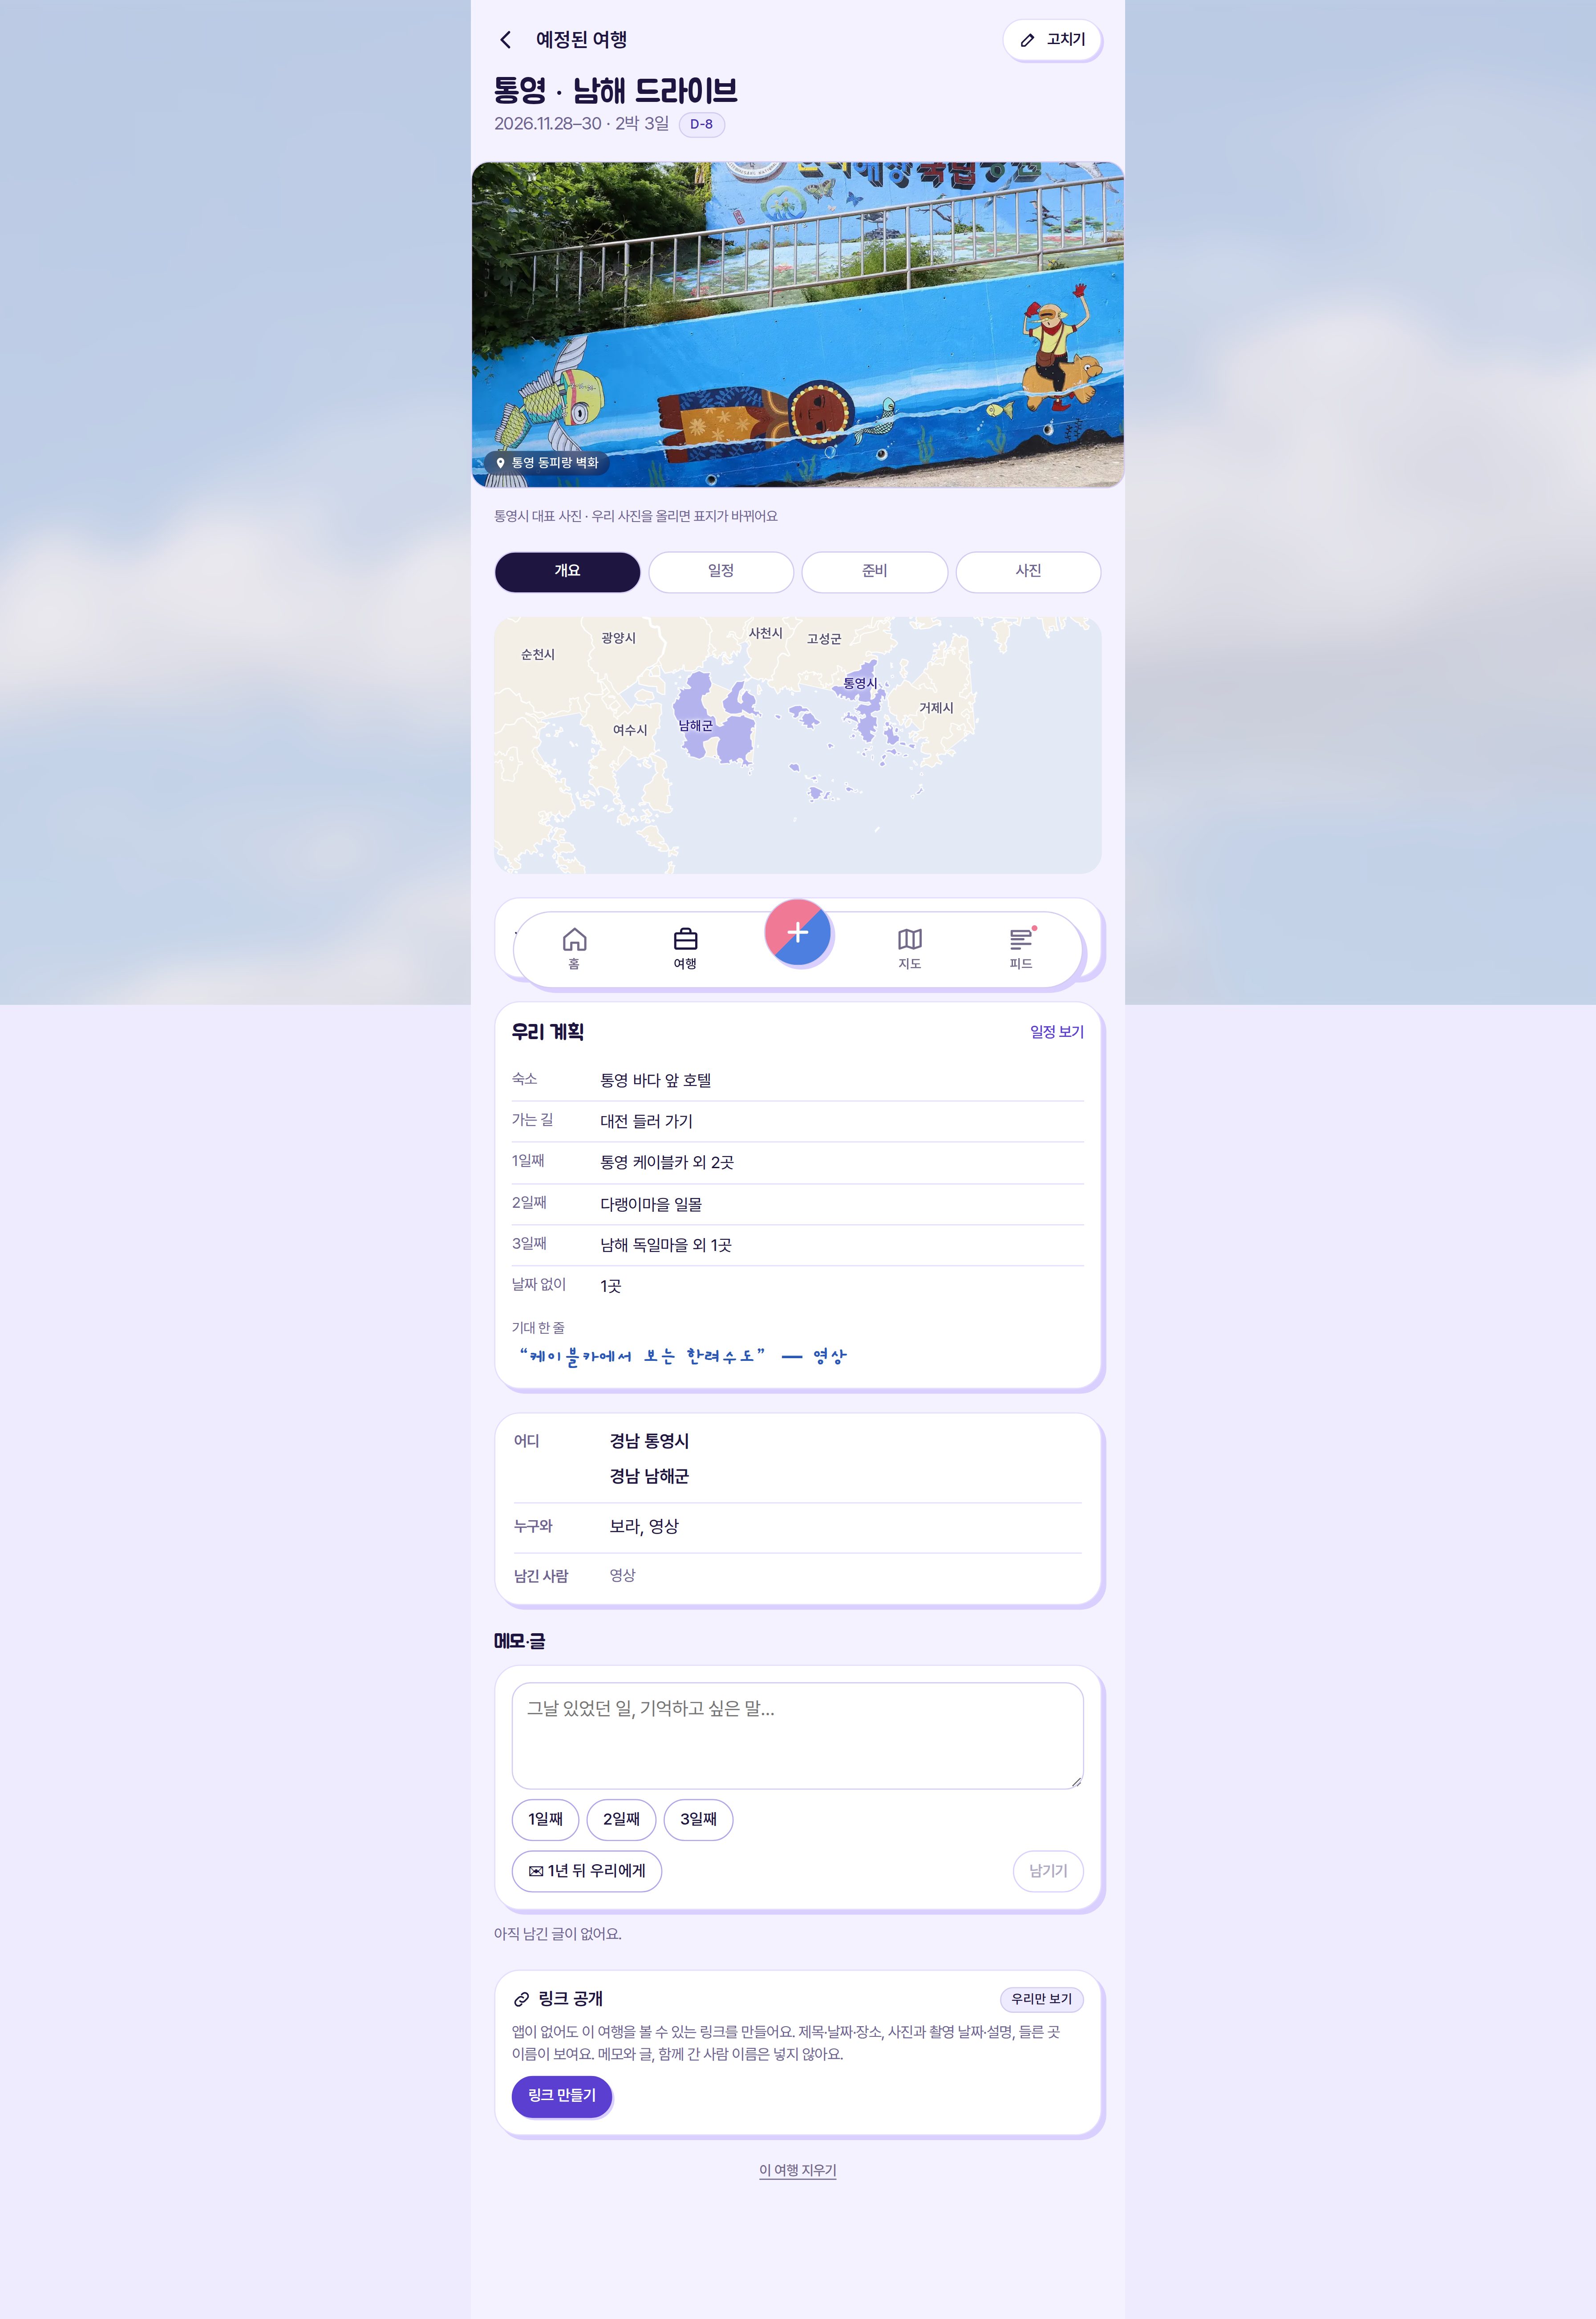 예정된 여행
고치기
통영 · 남해 드라이브
2026.11.28–30 · 2박 3일 D-8
통영 동피랑 벽화
통영시 대표 사진 · 우리 사진을 올리면 표지가 바뀌어요
개요 일정 준비 사진
순천시
광양시
사천시
고성군
통영시
거제시
여수시
남해군
홈 여행 지도 피드
우리 계획 일정 보기
숙소 통영 바다 앞 호텔
가는 길 대전 들러 가기
1일째 통영 케이블카 외 2곳
2일째 다랭이마을 일몰
3일째 남해 독일마을 외 1곳
날짜 없이 1곳
기대 한 줄
“케이블카에서 보는 한려수도” — 영상
어디 경남 통영시
경남 남해군
누구와 보라, 영상
남긴 사람 영상
메모·글
그날 있었던 일, 기억하고 싶은 말...
1일째 2일째 3일째
✉ 1년 뒤 우리에게 남기기
아직 남긴 글이 없어요.
링크 공개 우리만 보기
앱이 없어도 이 여행을 볼 수 있는 링크를 만들어요. 제목·날짜·장소, 사진과 촬영 날짜·설명, 들른 곳
이름이 보여요. 메모와 글, 함께 간 사람 이름은 넣지 않아요.
링크 만들기
이 여행 지우기